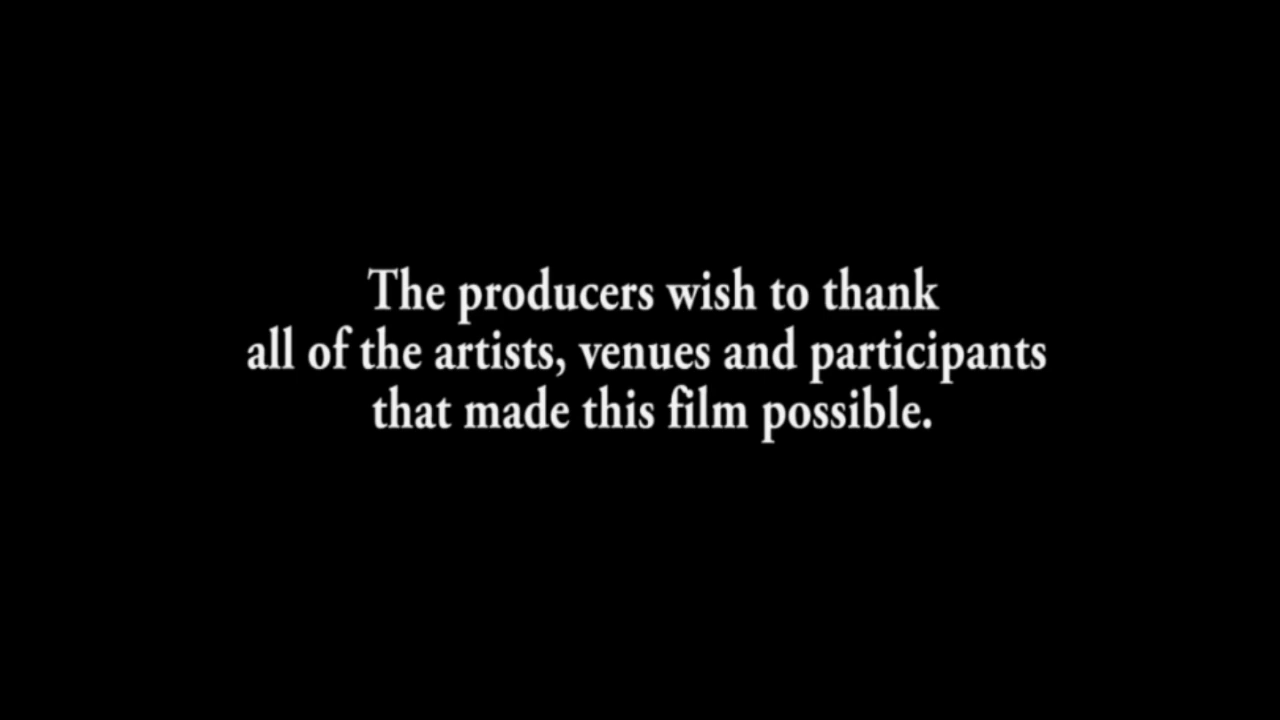 The producers wish to thank
all of the artists, venues and participants
that made this film possible.